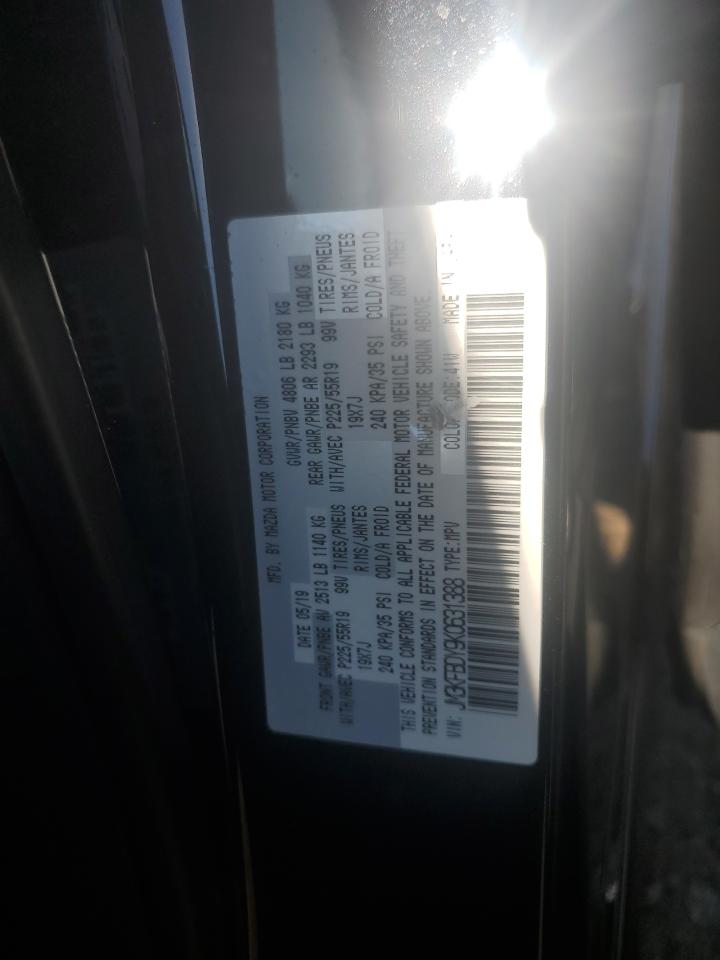 MFD. BY MAZDA MOTOR CORPORATION
DATE 05/19 GVWR/PNBV 4806 LB 2180 KG
FRONT GAWR/PNBE AV 2513 LB 1140 KG REAR GAWR/PNBE AR 2293 LB 1040 KG
WITH/AVEC P225/55R19 99V TIRES/PNEUS WITH/AVEC P225/55R19 99V TIRES/PNEUS
19X7J RIMS/JANTES 19X7J RIMS/JANTES
240 KPA/35 PSI COLD/A FROID 240 KPA/35 PSI COLD/A FROID
THIS VEHICLE CONFORMS TO ALL APPLICABLE FEDERAL MOTOR VEHICLE SAFETY AND THEFT
PREVENTION STANDARDS IN EFFECT ON THE DATE OF MANUFACTURE SHOWN ABOVE
VIN: JM3KFBDY9K0631388 TYPE:MPV COLOR CODE:41W MADE IN